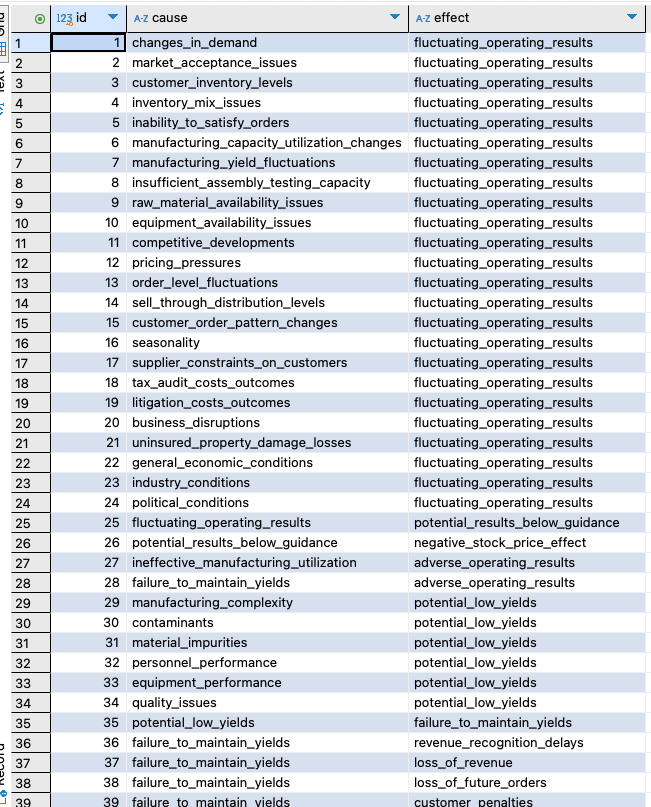 123 id A-Z cause A-Z effect
1 1 changes_in_demand fluctuating_operating_results
2 2 market_acceptance_issues fluctuating_operating_results
3 3 customer_inventory_levels fluctuating_operating_results
4 4 inventory_mix_issues fluctuating_operating_results
5 5 inability_to_satisfy_orders fluctuating_operating_results
6 6 manufacturing_capacity_utilization_changes fluctuating_operating_results
7 7 manufacturing_yield_fluctuations fluctuating_operating_results
8 8 insufficient_assembly_testing_capacity fluctuating_operating_results
9 9 raw_material_availability_issues fluctuating_operating_results
10 10 equipment_availability_issues fluctuating_operating_results
11 11 competitive_developments fluctuating_operating_results
12 12 pricing_pressures fluctuating_operating_results
13 13 order_level_fluctuations fluctuating_operating_results
14 14 sell_through_distribution_levels fluctuating_operating_results
15 15 customer_order_pattern_changes fluctuating_operating_results
16 16 seasonality fluctuating_operating_results
17 17 supplier_constraints_on_customers fluctuating_operating_results
18 18 tax_audit_costs_outcomes fluctuating_operating_results
19 19 litigation_costs_outcomes fluctuating_operating_results
20 20 business_disruptions fluctuating_operating_results
21 21 uninsured_property_damage_losses fluctuating_operating_results
22 22 general_economic_conditions fluctuating_operating_results
23 23 industry_conditions fluctuating_operating_results
24 24 political_conditions fluctuating_operating_results
25 25 fluctuating_operating_results potential_results_below_guidance
26 26 potential_results_below_guidance negative_stock_price_effect
27 27 ineffective_manufacturing_utilization adverse_operating_results
28 28 failure_to_maintain_yields adverse_operating_results
29 29 manufacturing_complexity potential_low_yields
30 30 contaminants potential_low_yields
31 31 material_impurities potential_low_yields
32 32 personnel_performance potential_low_yields
33 33 equipment_performance potential_low_yields
34 34 quality_issues potential_low_yields
35 35 potential_low_yields failure_to_maintain_yields
36 36 failure_to_maintain_yields revenue_recognition_delays
37 37 failure_to_maintain_yields loss_of_revenue
38 38 failure_to_maintain_yields loss_of_future_orders
39 39 failure_to_maintain_yields customer_penalties